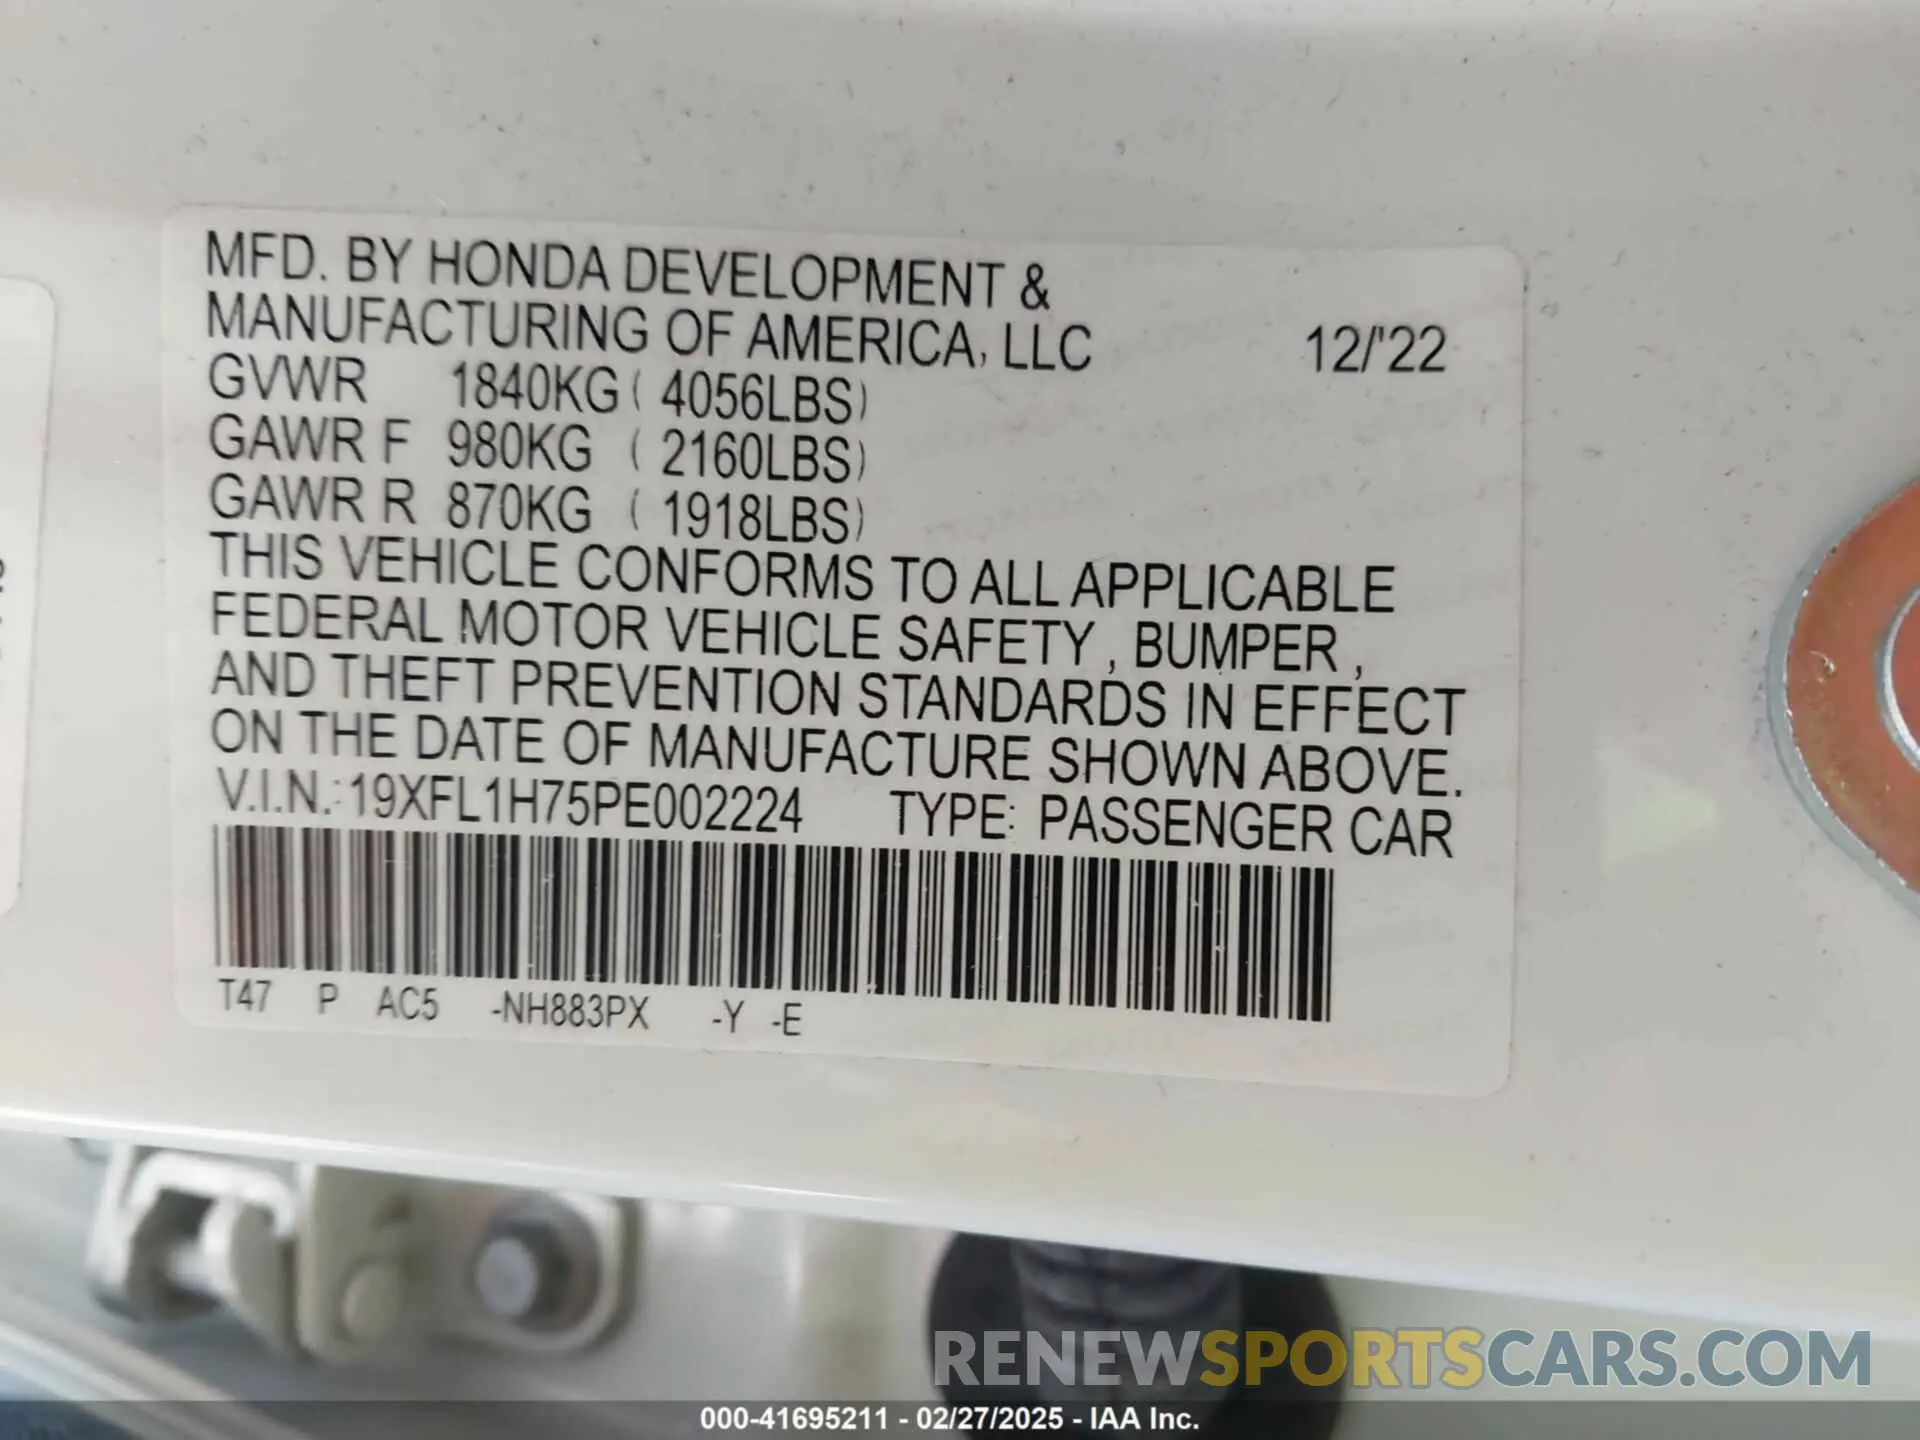 MFD. BY HONDA DEVELOPMENT &
MANUFACTURING OF AMERICA, LLC 12/'22
GVWR 1840KG ( 4056LBS)
GAWR F 980KG ( 2160LBS)
GAWR R 870KG ( 1918LBS)
THIS VEHICLE CONFORMS TO ALL APPLICABLE
FEDERAL MOTOR VEHICLE SAFETY , BUMPER ,
AND THEFT PREVENTION STANDARDS IN EFFECT
ON THE DATE OF MANUFACTURE SHOWN ABOVE.
V.I.N.: 19XFL1H75PE002224 TYPE: PASSENGER CAR
T47 P AC5 -NH883PX -Y -E
RENEWSPORTSCARS.COM
000-41695211 - 02/27/2025 - IAA Inc.